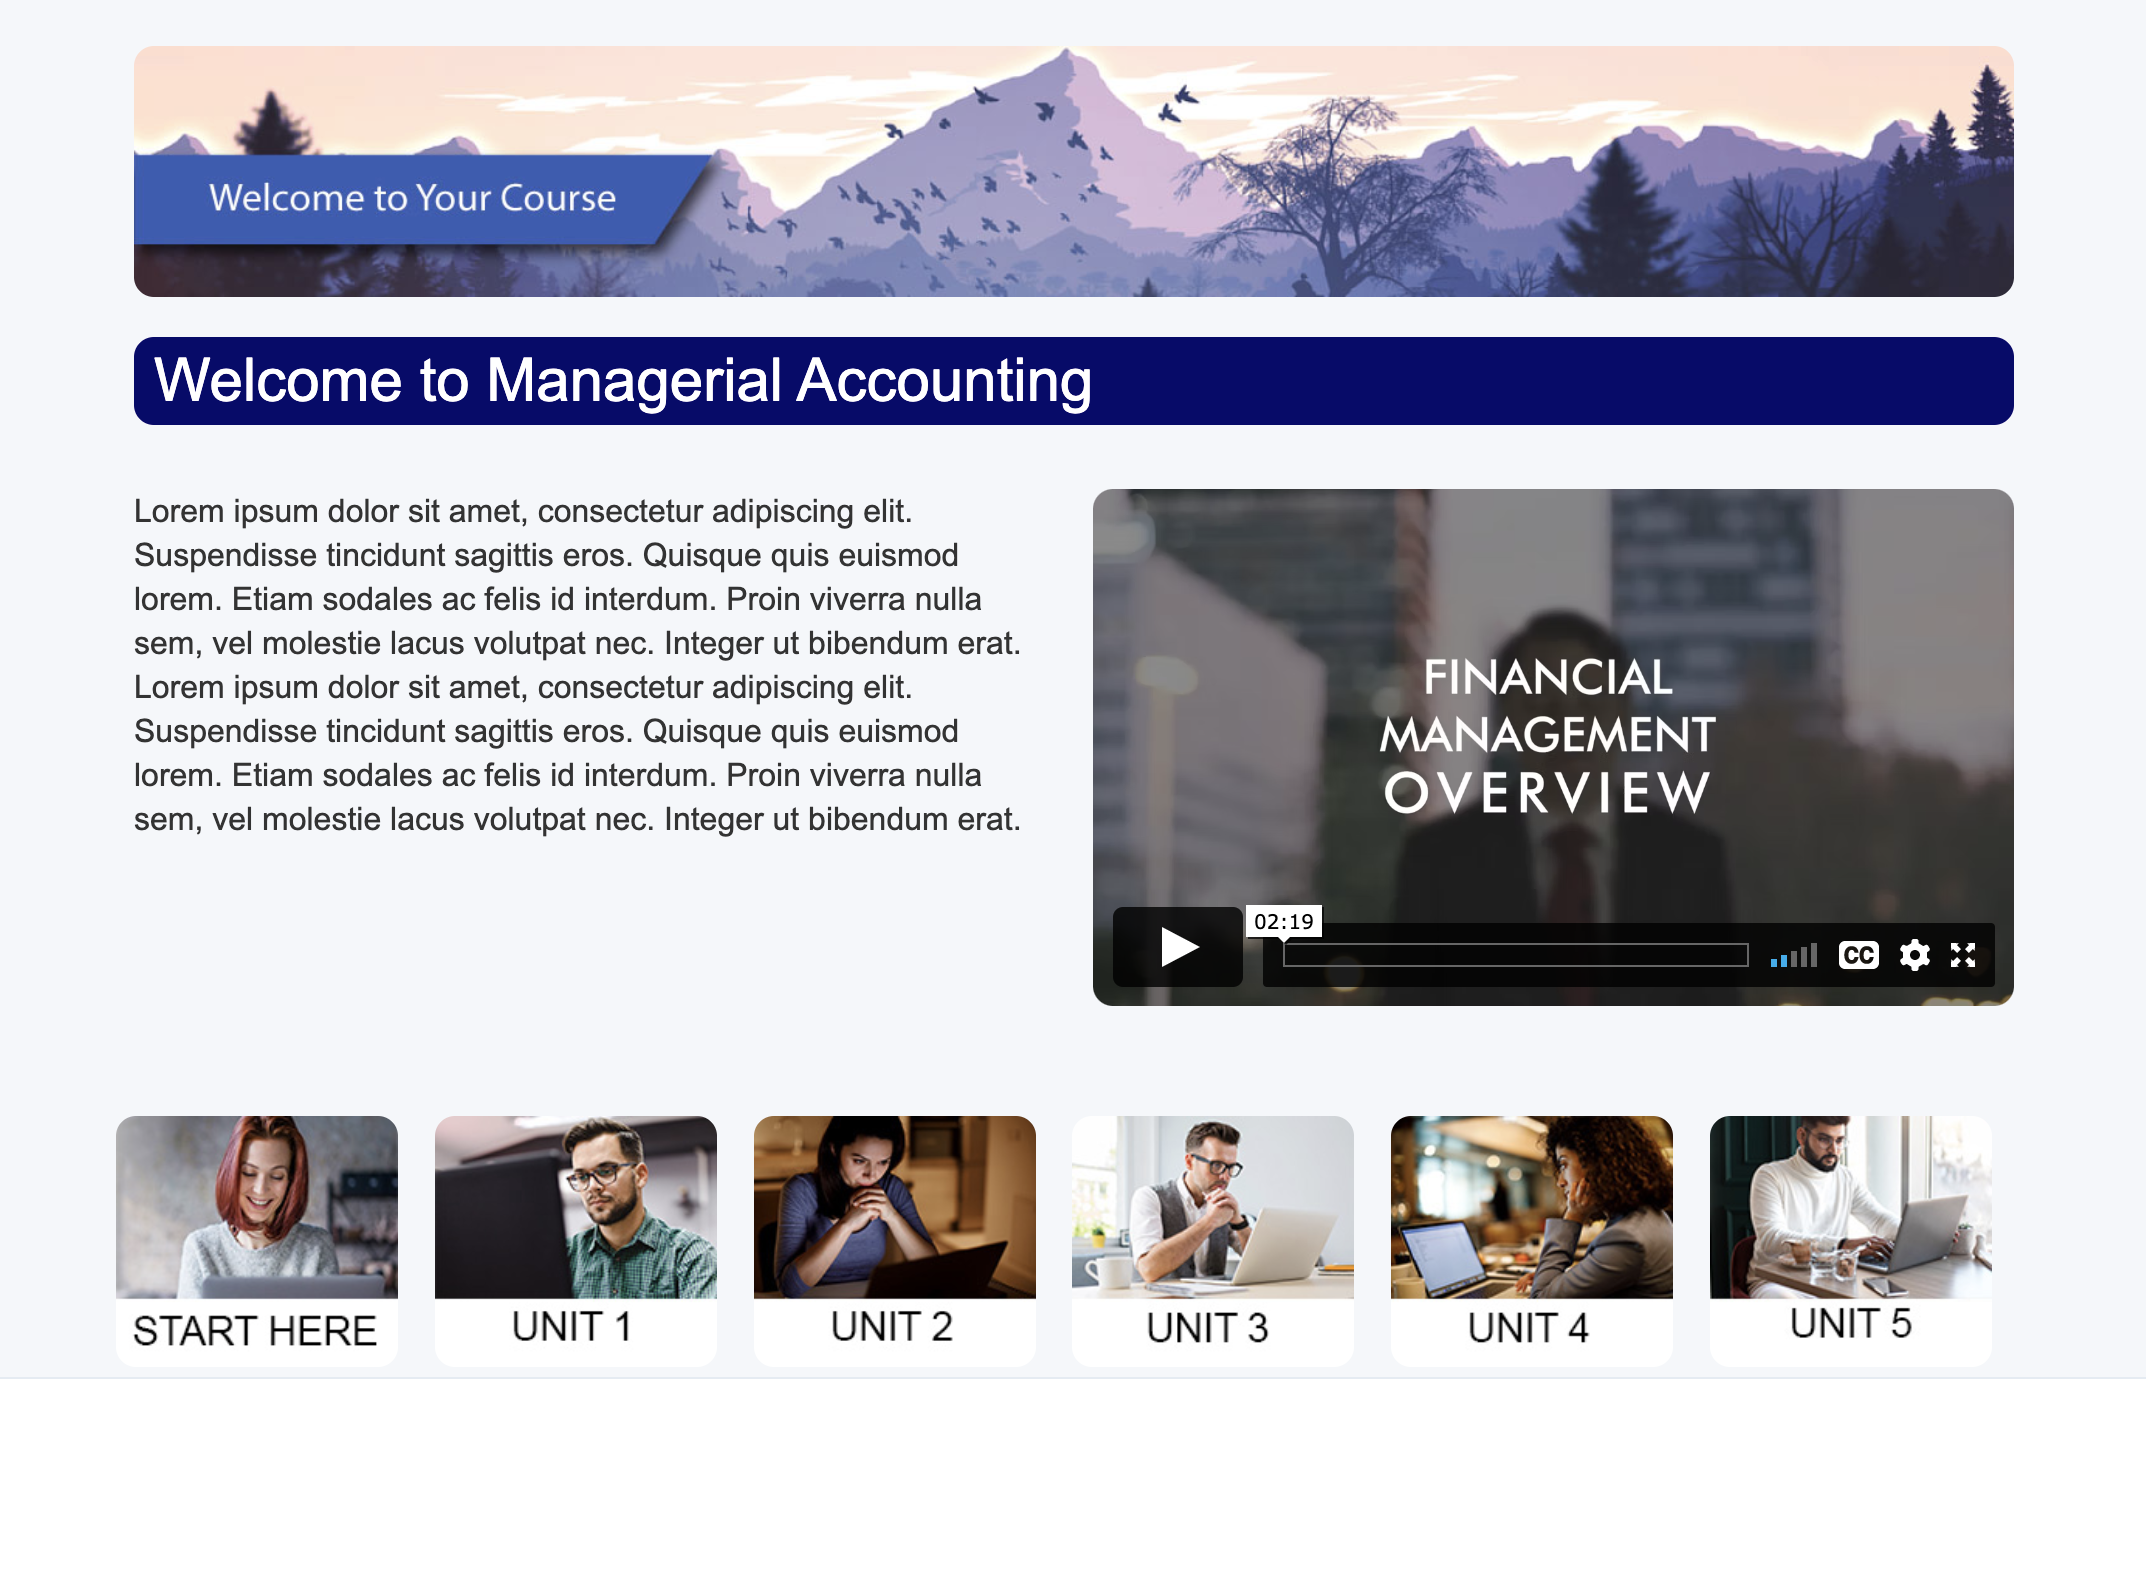 Welcome to Your Course
Welcome to Managerial Accounting
Lorem ipsum dolor sit amet, consectetur adipiscing elit.
Suspendisse tincidunt sagittis eros. Quisque quis euismod
lorem. Etiam sodales ac felis id interdum. Proin viverra nulla
sem, vel molestie lacus volutpat nec. Integer ut bibendum erat.
Lorem ipsum dolor sit amet, consectetur adipiscing elit.
Suspendisse tincidunt sagittis eros. Quisque quis euismod
lorem. Etiam sodales ac felis id interdum. Proin viverra nulla
sem, vel molestie lacus volutpat nec. Integer ut bibendum erat.
FINANCIAL
MANAGEMENT
OVERVIEW
02:19
CC
START HERE
UNIT 1
UNIT 2
UNIT 3
UNIT 4
UNIT 5